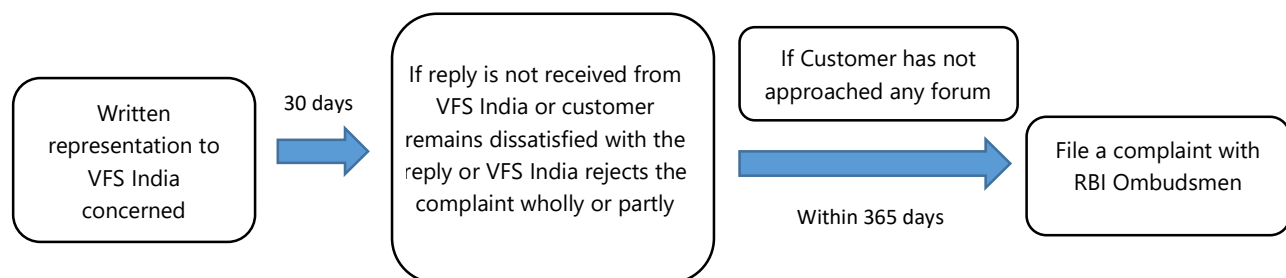 Written
representation to
VFS India
concerned
30 days
If reply is not received from
VFS India or customer
remains dissatisfied with the
reply or VFS India rejects the
complaint wholly or partly
If Customer has not
approached any forum
Within 365 days
File a complaint with
RBI Ombudsmen